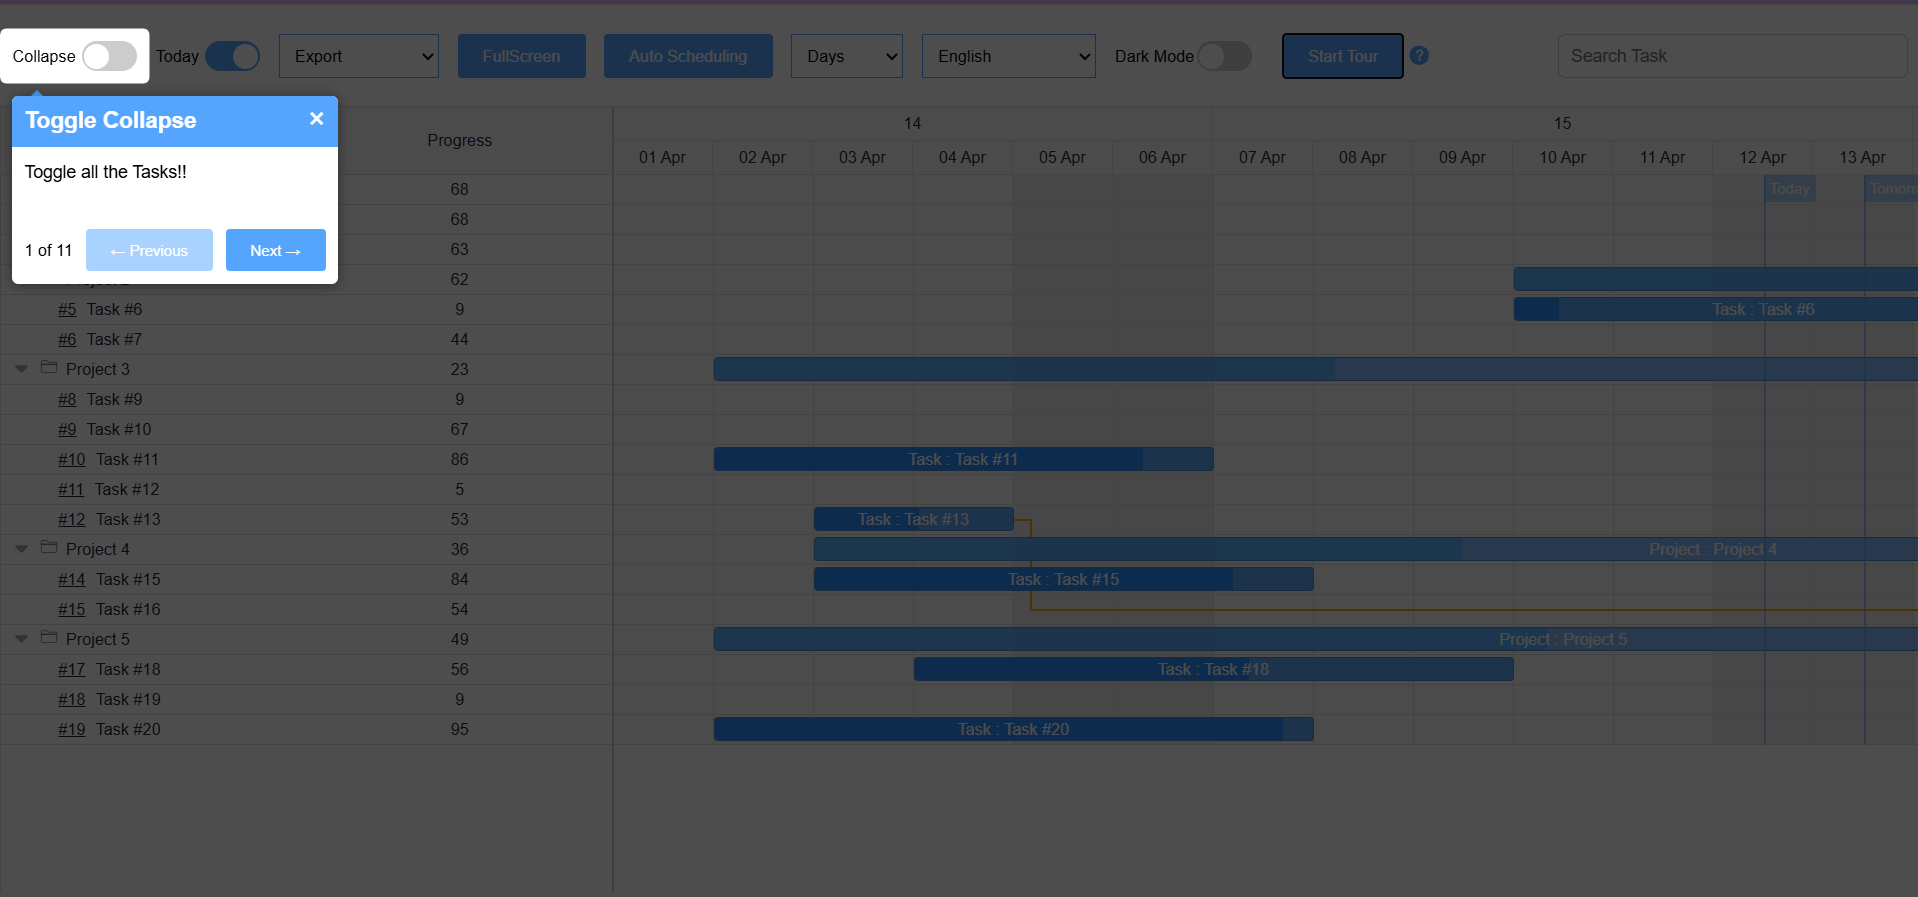 Collapse Today Export FullScreen Auto Scheduling Days English Dark Mode Start Tour ? Search Task
Toggle Collapse ×
Toggle all the Tasks!!
1 of 11 ← Previous Next →
Progress 14 15
01 Apr 02 Apr 03 Apr 04 Apr 05 Apr 06 Apr 07 Apr 08 Apr 09 Apr 10 Apr 11 Apr 12 Apr 13 Apr
68 Today Tomorr
68
63
62
#5 Task #6 9 Task : Task #6
#6 Task #7 44
Project 3 23
#8 Task #9 9
#9 Task #10 67
#10 Task #11 86 Task : Task #11
#11 Task #12 5
#12 Task #13 53 Task : Task #13
Project 4 36 Project : Project 4
#14 Task #15 84 Task : Task #15
#15 Task #16 54
Project 5 49 Project : Project 5
#17 Task #18 56 Task : Task #18
#18 Task #19 9
#19 Task #20 95 Task : Task #20